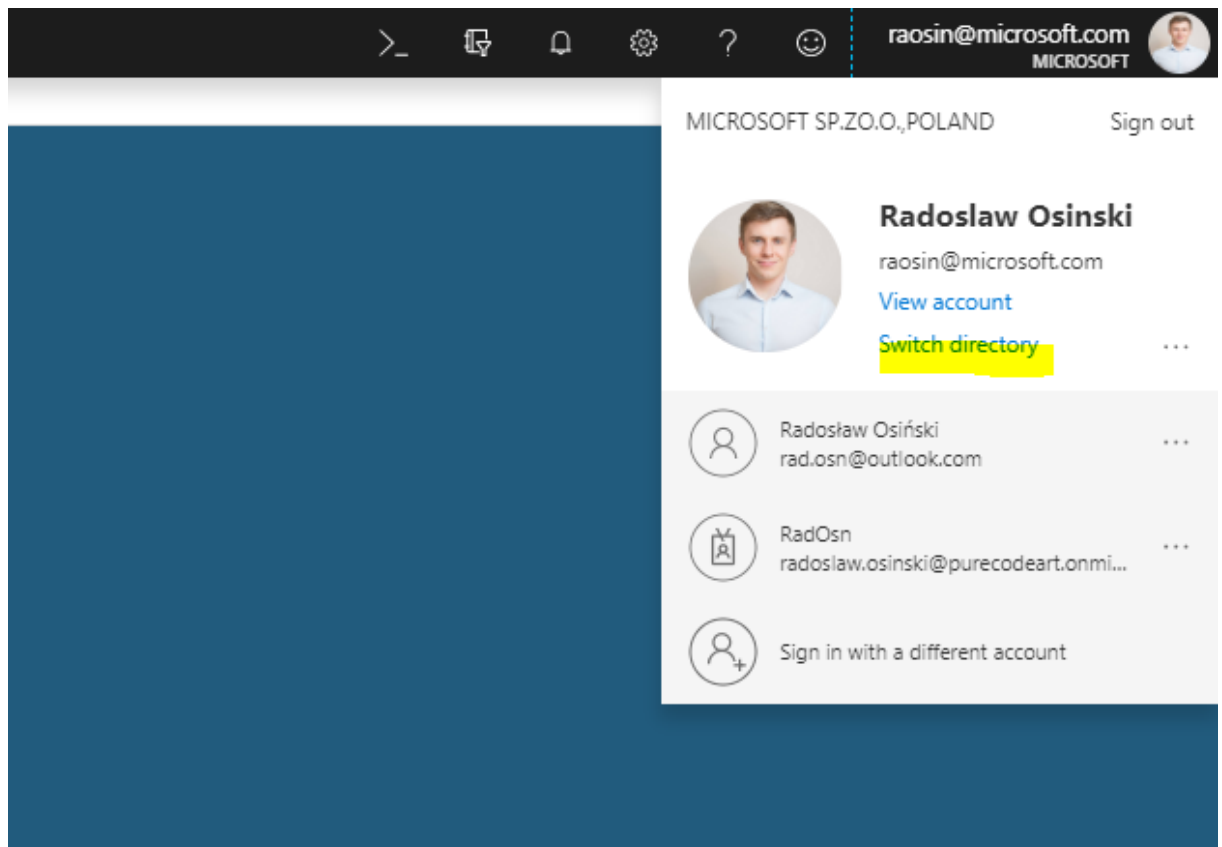 raosin@microsoft.com
MICROSOFT
MICROSOFT SP.ZO.O.,POLAND
Sign out
Radoslaw Osinski
raosin@microsoft.com
View account
Switch directory
Radosław Osiński
rad.osn@outlook.com
RadOsn
radoslaw.osinski@purecodeart.onmi...
Sign in with a different account